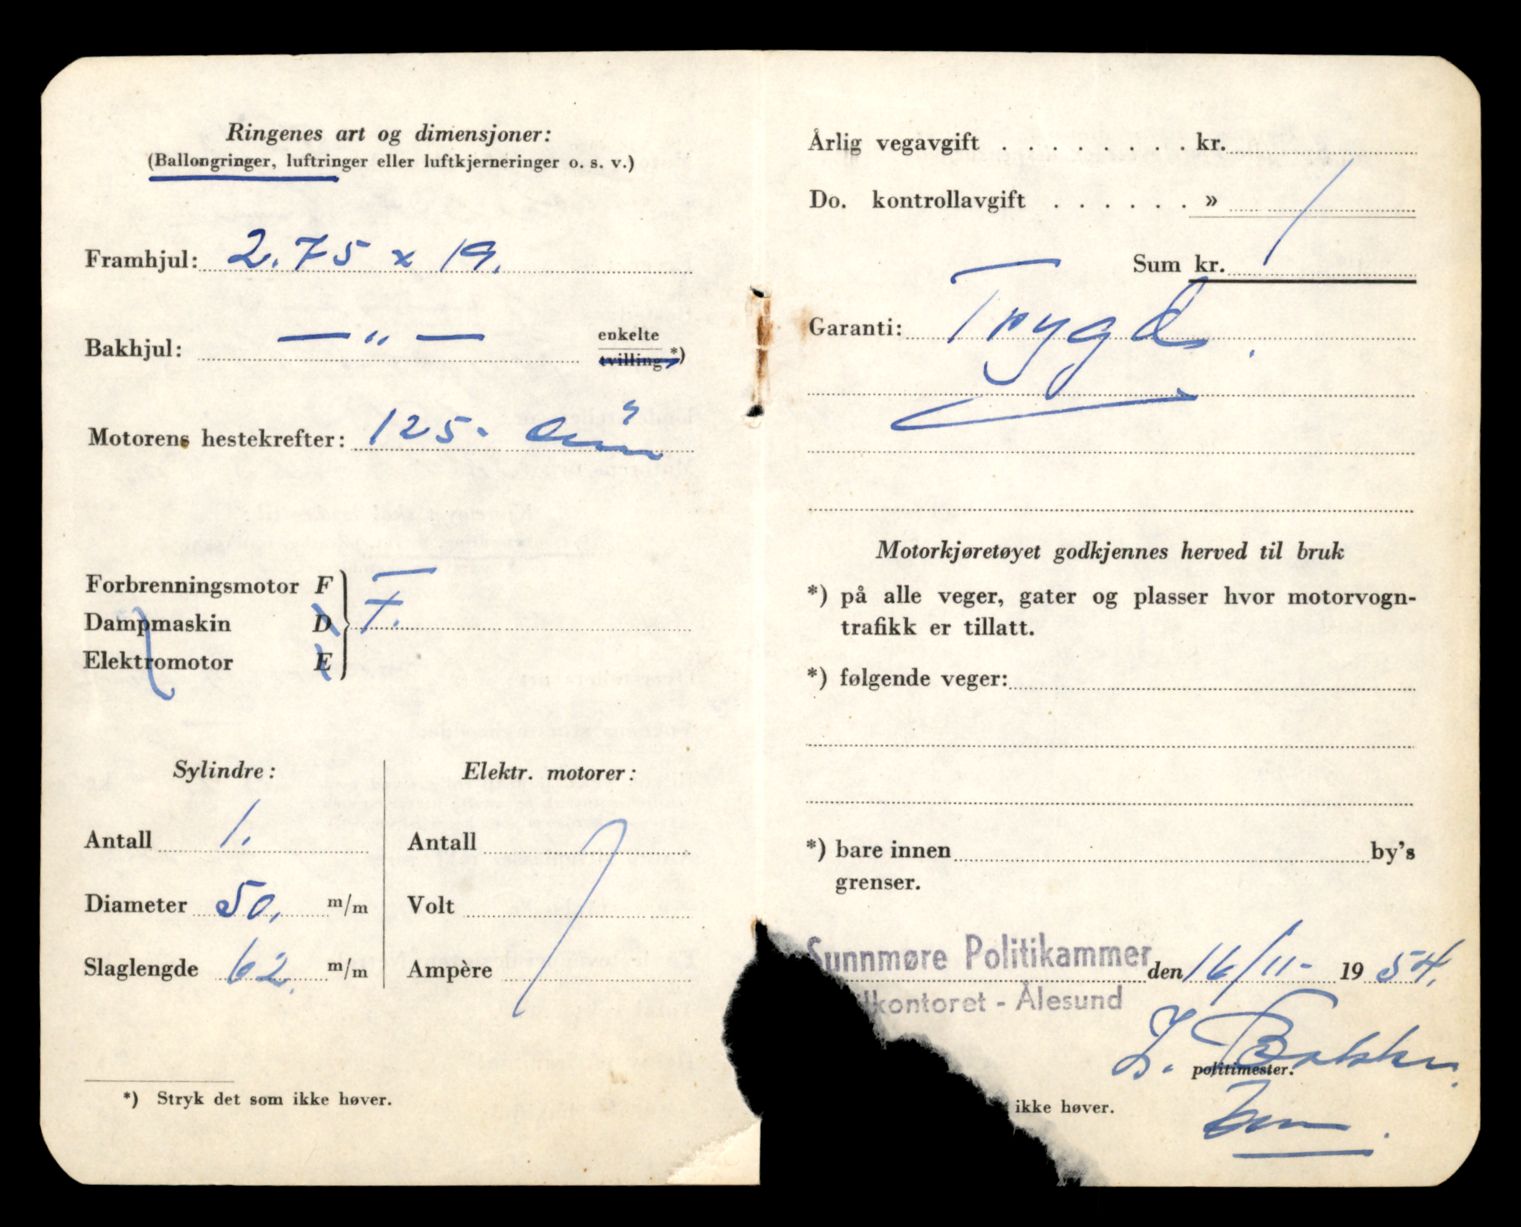 Ringenes art og dimensjoner:
(Ballongringer, luftringer eller luftkjerneringer o. s. v.)
Framhjul: 2.75 x 19.
Bakhjul: — „ — enkelte
tvilling *)
Motorens hestekrefter: 125-
Forbrenningsmotor F
Dampmaskin D F.
Elektromotor E
Sylindre:
Antall 1.
Diameter 50. m/m
Slaglengde 62. m/m
Elektr. motorer:
Antall
Volt
Ampère
*) Stryk det som ikke høver.
Årlig vegavgift . . . . . . . . kr.
Do. kontrollavgift . . . . . . »
Sum kr.
Garanti: Trygd.
Motorkjøretøyet godkjennes herved til bruk
*) på alle veger, gater og plasser hvor motorvogn-
trafikk er tillatt.
*) følgende veger:
*) bare innen by's
grenser.
Sunnmøre Politikammer den 16/11- 19 54.
kontoret - Ålesund
politimester.
ikke høver.